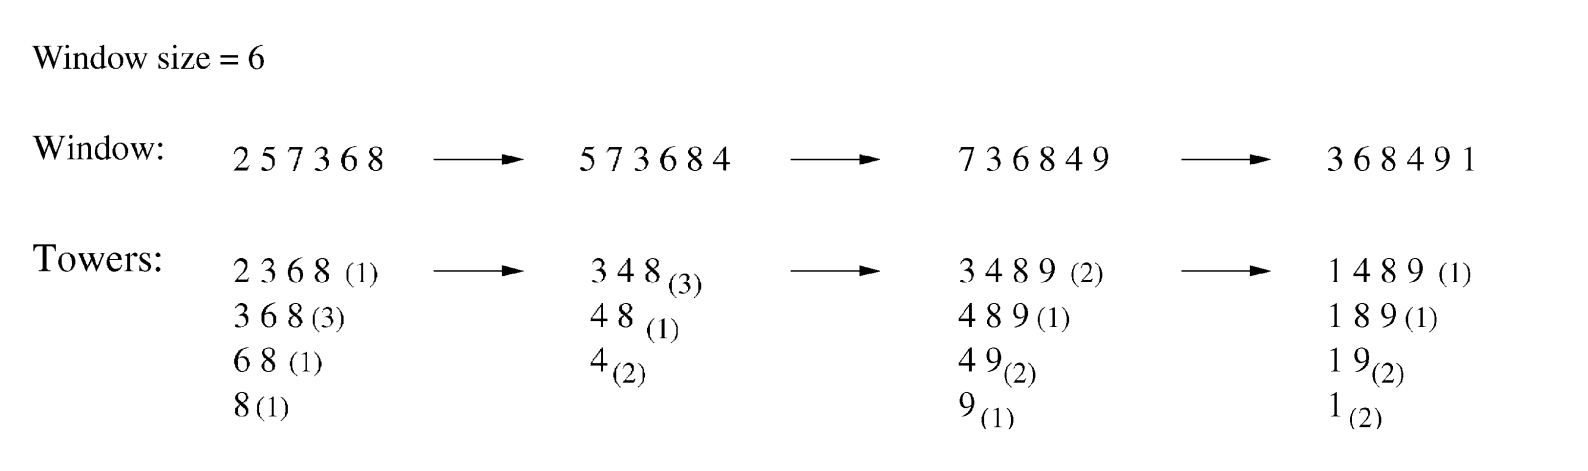 Window size = 6
Window: 2 5 7 3 6 8 5 7 3 6 8 4 7 3 6 8 4 9 3 6 8 4 9 1
Towers: 2 3 6 8 (1) 3 4 8 (3) 3 4 8 9 (2) 1 4 8 9 (1)
3 6 8 (3) 4 8 (1) 4 8 9 (1) 1 8 9 (1)
6 8 (1) 4 (2) 4 9 (2) 1 9 (2)
8 (1) 9 (1) 1 (2)